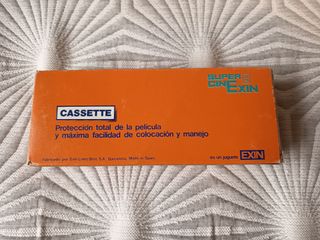 SUPER
CINEXIN
CASSETTE
Protección total de la película
y máxima facilidad de colocación y manejo
Fabricado por Exin-Lines Bros S.A. Barcelona. Made in Spain
es un juguete EXIN